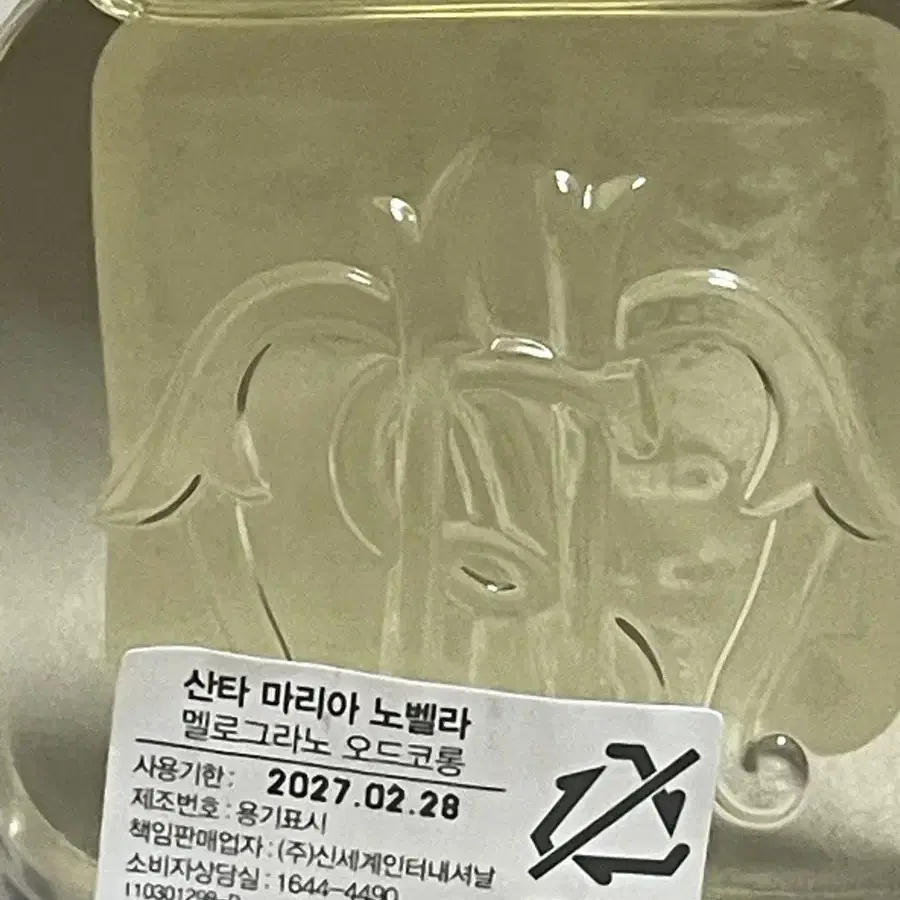 산타 마리아 노벨라
멜로그라노 오드코롱
사용기한 : 2027.02.28
제조번호 : 용기표시
책임판매업자 : (주)신세계인터내셔날
소비자상담실 : 1644-4490